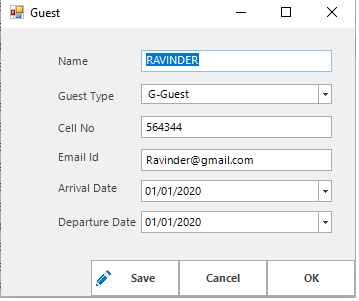 Guest
Name RAVINDER
Guest Type G-Guest
Cell No 564344
Email Id Ravinder@gmail.com
Arrival Date 01/01/2020
Departure Date 01/01/2020
Save Cancel OK